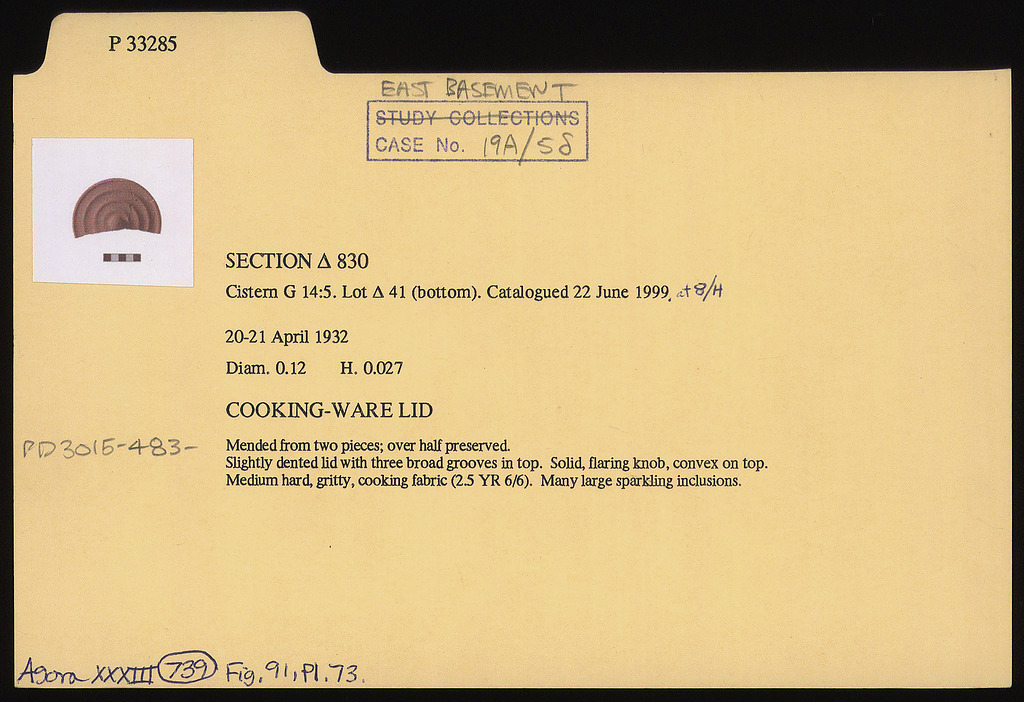 P 33285
EAST BASEMENT
STUDY COLLECTIONS
CASE No. 19A/58
SECTION Δ 830
Cistern G 14:5. Lot Δ 41 (bottom). Catalogued 22 June 1999, at 8/H
20-21 April 1932
Diam. 0.12 H. 0.027
COOKING-WARE LID
PD3015-483-
Mended from two pieces; over half preserved.
Slightly dented lid with three broad grooves in top. Solid, flaring knob, convex on top.
Medium hard, gritty, cooking fabric (2.5 YR 6/6). Many large sparkling inclusions.
Agora XXXIII 739 Fig. 91, Pl. 73.